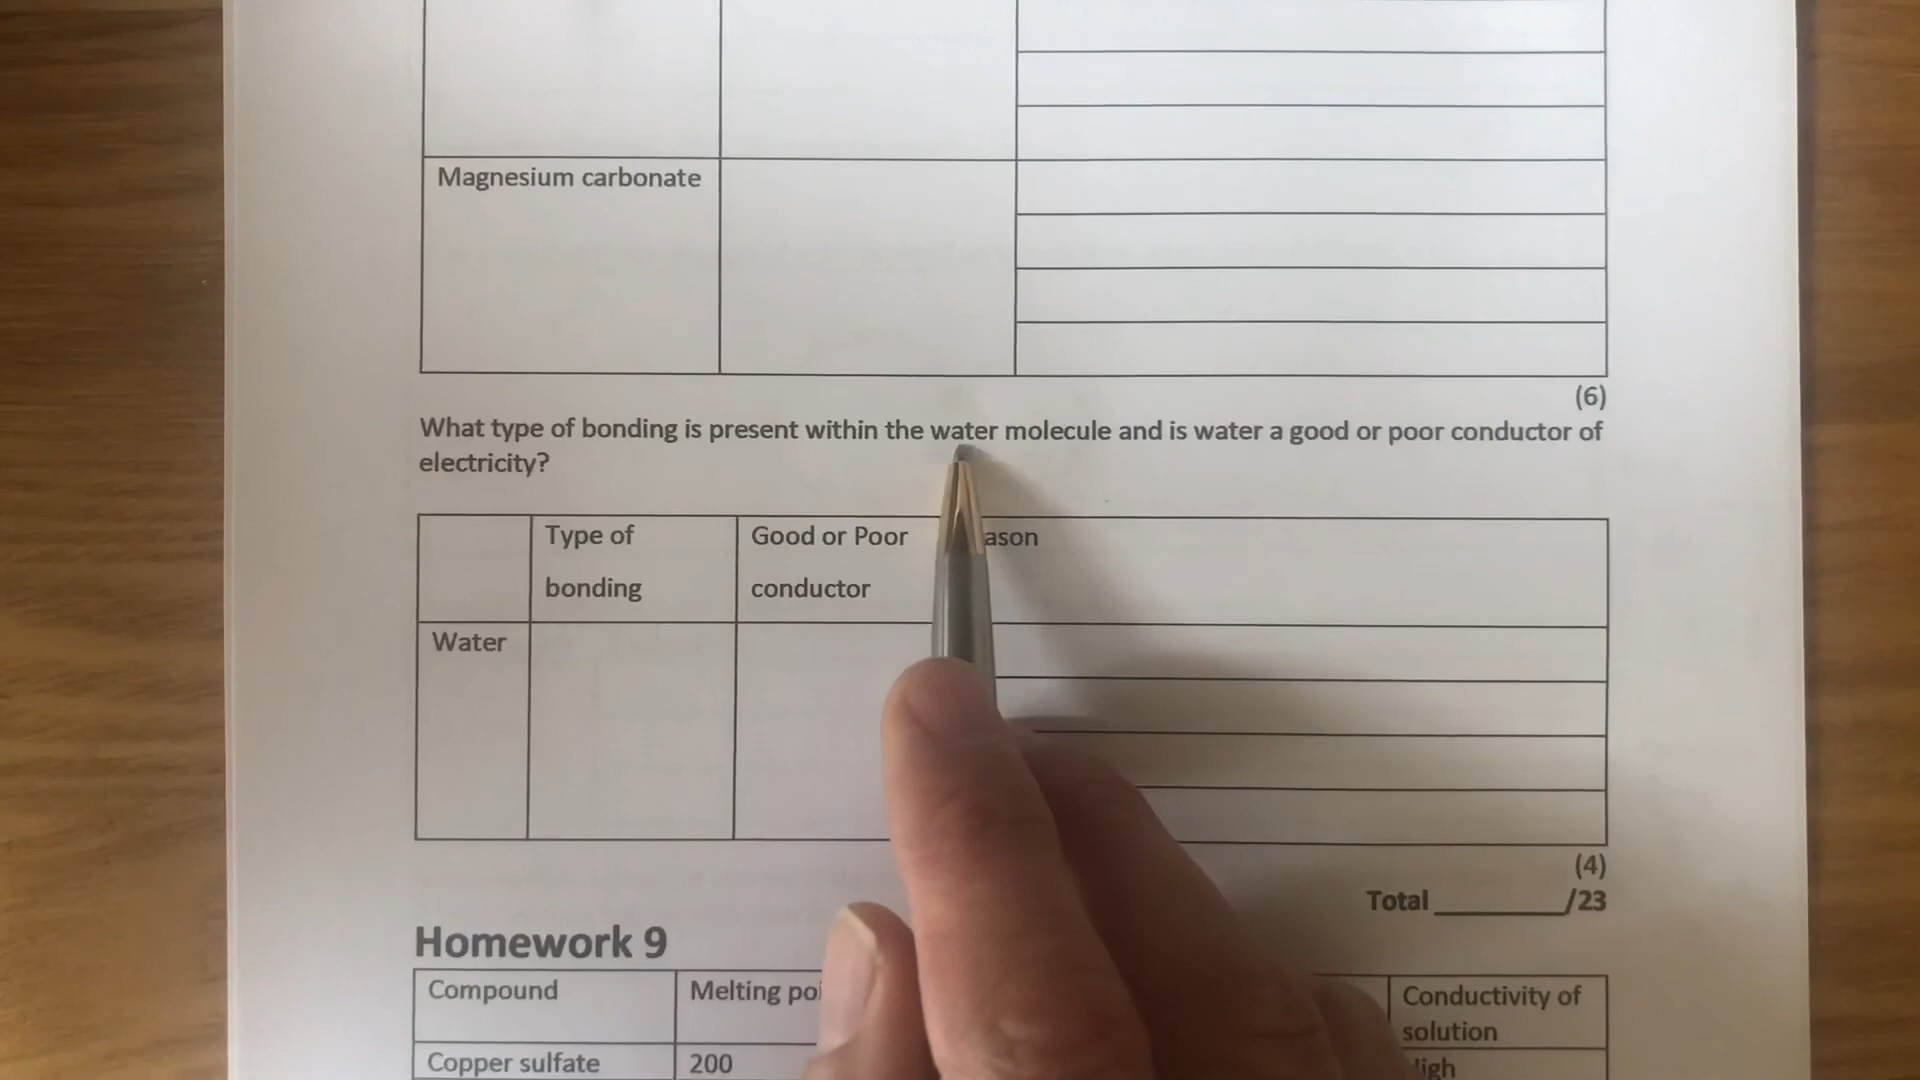 Magnesium carbonate
(6)
What type of bonding is present within the water molecule and is water a good or poor conductor of
electricity?
Type of
bonding
Good or Poor
conductor
ason
Water
(4)
Total ________/23
Homework 9
Compound
Melting poi
Conductivity of
solution
Copper sulfate
200